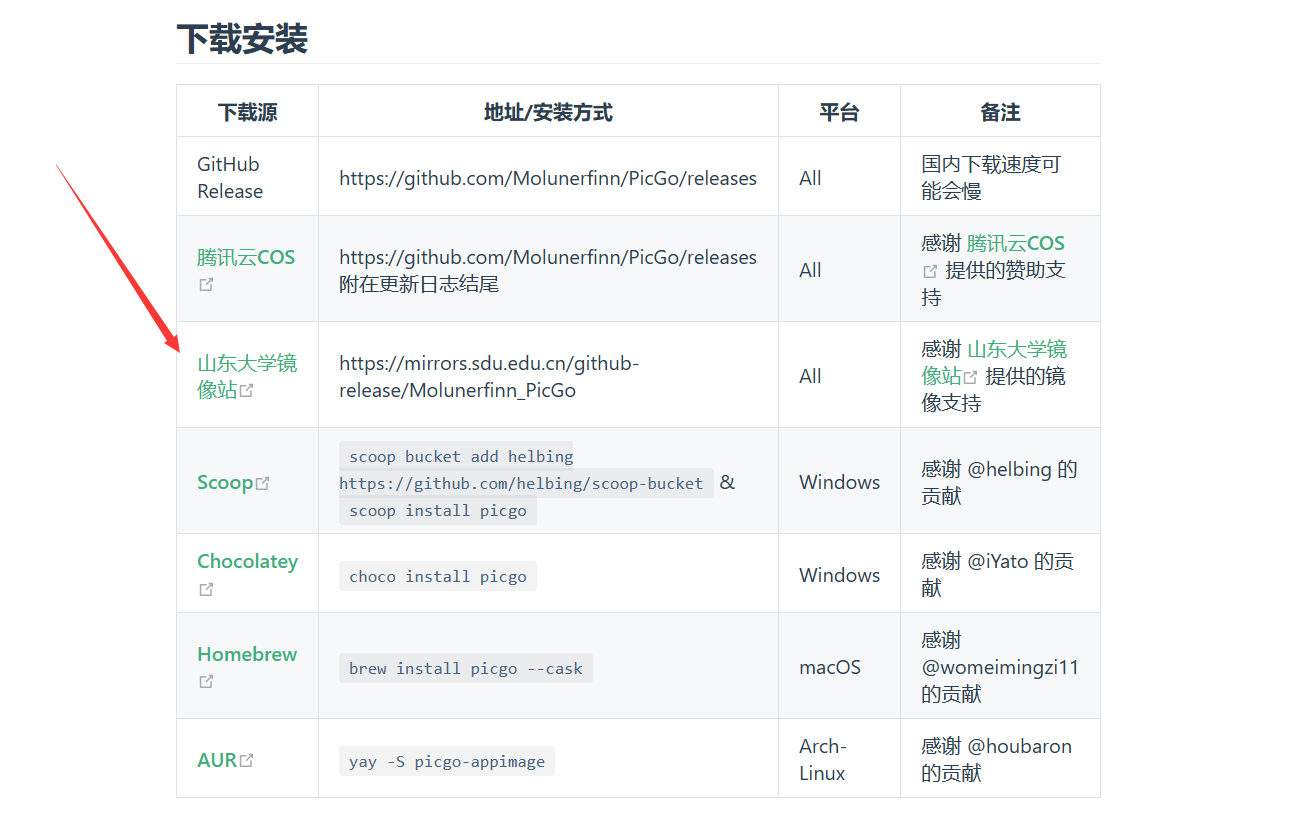 下载安装
下载源
地址/安装方式
平台
备注
GitHub
Release
https://github.com/Molunerfinn/PicGo/releases
All
国内下载速度可
能会慢
腾讯云COS
https://github.com/Molunerfinn/PicGo/releases
附在更新日志结尾
All
感谢 腾讯云COS
提供的赞助支
持
山东大学镜
像站
https://mirrors.sdu.edu.cn/github-
release/Molunerfinn_PicGo
All
感谢 山东大学镜
像站 提供的镜
像支持
Scoop
scoop bucket add helbing
https://github.com/helbing/scoop-bucket &
scoop install picgo
Windows
感谢 @helbing 的
贡献
Chocolatey
choco install picgo
Windows
感谢 @iYato 的贡
献
Homebrew
brew install picgo --cask
macOS
感谢
@womeimingzi11
的贡献
AUR
yay -S picgo-appimage
Arch-
Linux
感谢 @houbaron
的贡献